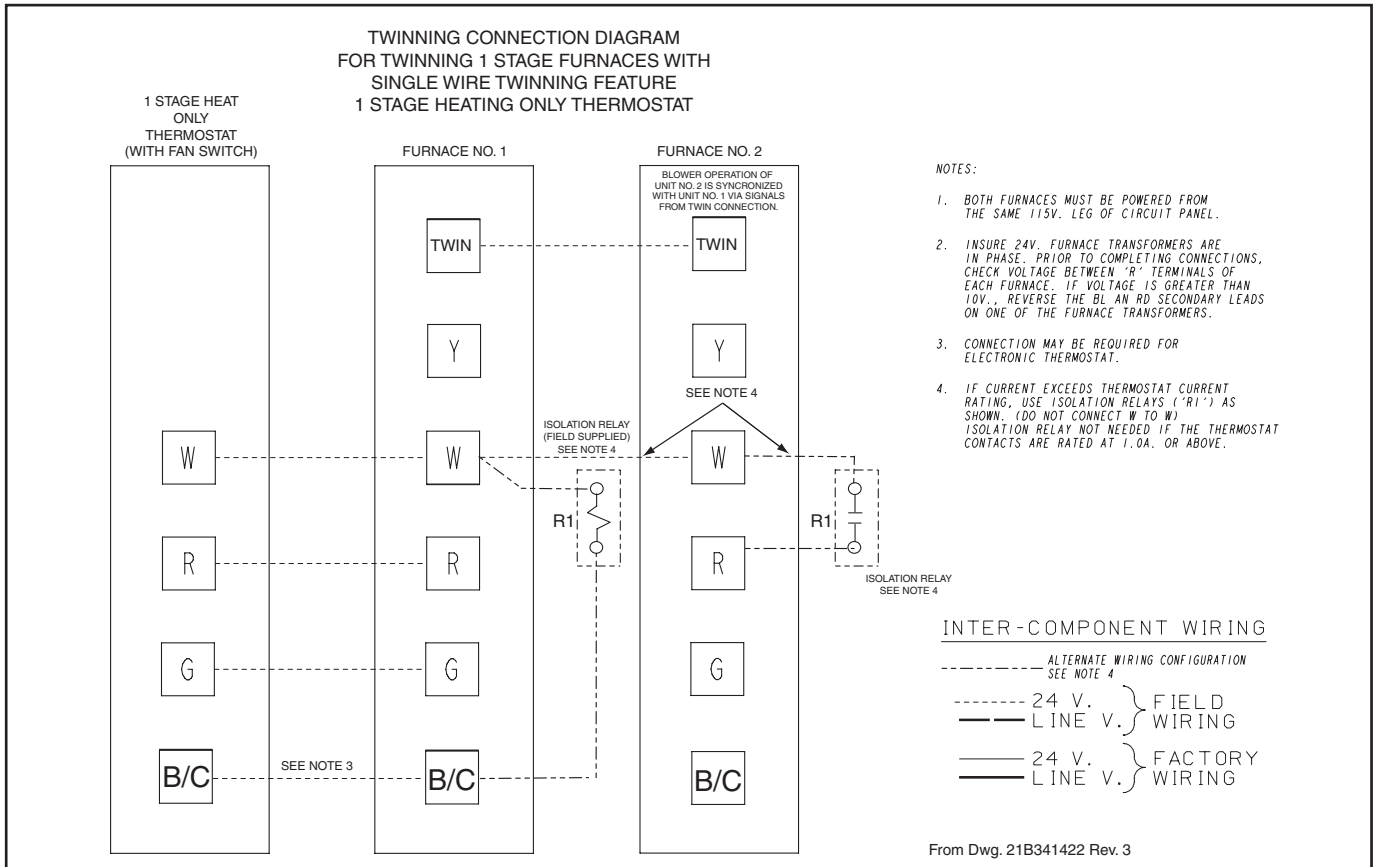 TWINNING CONNECTION DIAGRAM
FOR TWINNING 1 STAGE FURNACES WITH
SINGLE WIRE TWINNING FEATURE
1 STAGE HEATING ONLY THERMOSTAT
1 STAGE HEAT
ONLY
THERMOSTAT
(WITH FAN SWITCH)
FURNACE NO. 1
FURNACE NO. 2
BLOWER OPERATION OF
UNIT NO. 2 IS SYNCRONIZED
WITH UNIT NO. 1 VIA SIGNALS
FROM TWIN CONNECTION.
TWIN
TWIN
Y
Y
SEE NOTE 4
ISOLATION RELAY
(FIELD SUPPLIED)
SEE NOTE 4
W
W
W
R1
R1
R
R
R
ISOLATION RELAY
SEE NOTE 4
G
G
G
B/C
SEE NOTE 3
B/C
B/C
NOTES:
1. BOTH FURNACES MUST BE POWERED FROM
THE SAME 115V. LEG OF CIRCUIT PANEL.
2. INSURE 24V. FURNACE TRANSFORMERS ARE
IN PHASE. PRIOR TO COMPLETING CONNECTIONS,
CHECK VOLTAGE BETWEEN 'R' TERMINALS OF
EACH FURNACE. IF VOLTAGE IS GREATER THAN
10V., REVERSE THE BL AN RD SECONDARY LEADS
ON ONE OF THE FURNACE TRANSFORMERS.
3. CONNECTION MAY BE REQUIRED FOR
ELECTRONIC THERMOSTAT.
4. IF CURRENT EXCEEDS THERMOSTAT CURRENT
RATING, USE ISOLATION RELAYS ('R1') AS
SHOWN. (DO NOT CONNECT W TO W)
ISOLATION RELAY NOT NEEDED IF THE THERMOSTAT
CONTACTS ARE RATED AT 1.0A. OR ABOVE.
INTER-COMPONENT WIRING
ALTERNATE WIRING CONFIGURATION
SEE NOTE 4
24 V.
LINE V.
FIELD
WIRING
24 V.
LINE V.
FACTORY
WIRING
From Dwg. 21B341422 Rev. 3